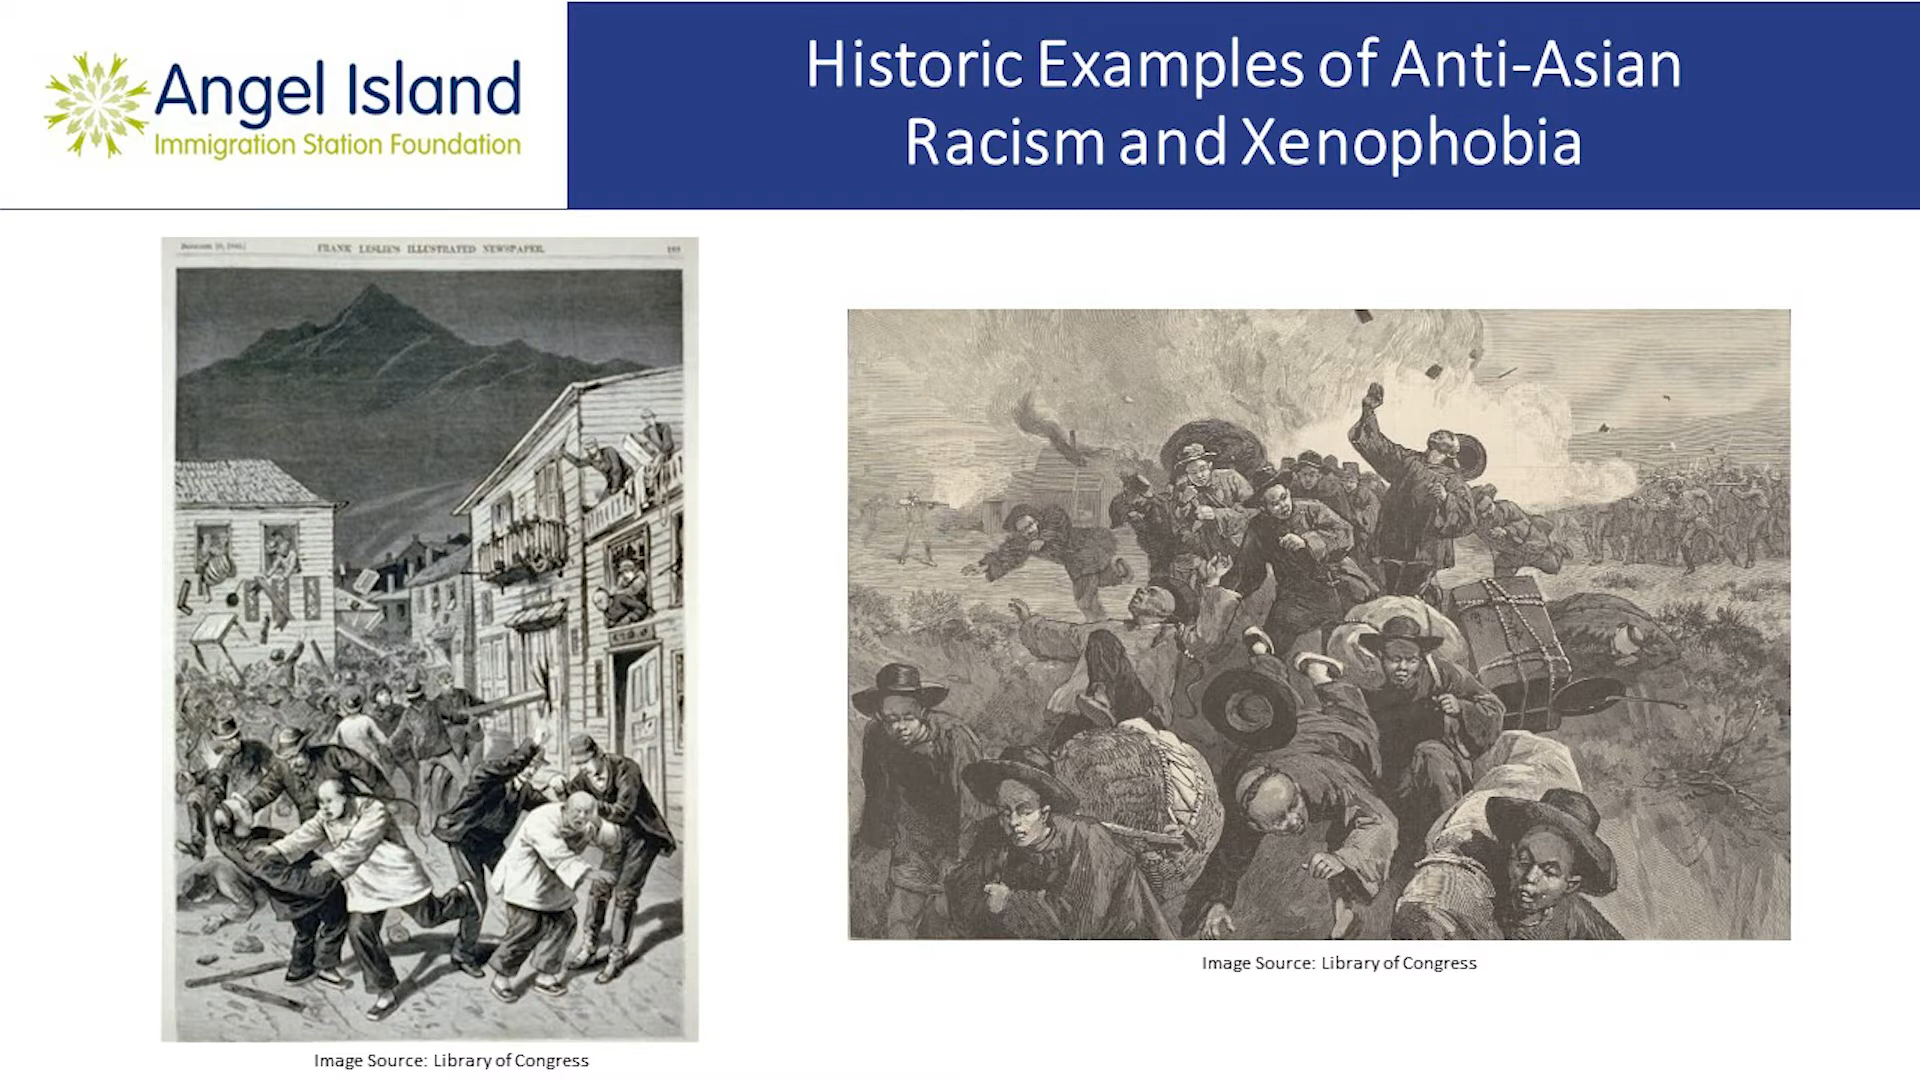 Angel Island
Immigration Station Foundation
Historic Examples of Anti-Asian
Racism and Xenophobia
FRANK LESLIE'S ILLUSTRATED NEWSPAPER.
Image Source: Library of Congress
Image Source: Library of Congress